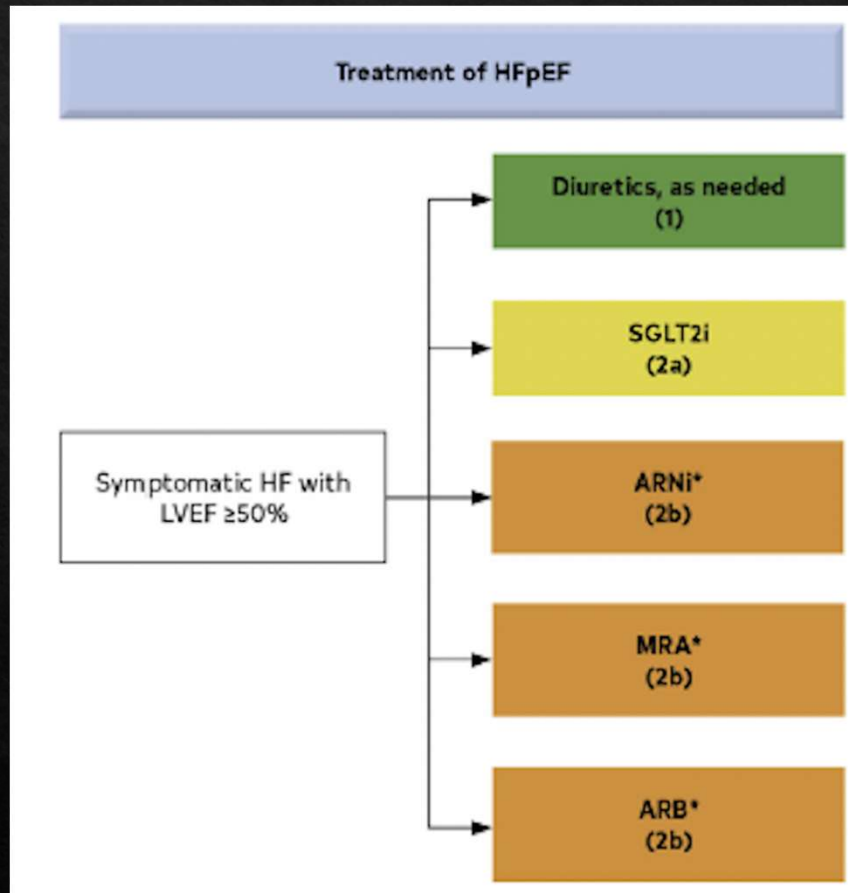 Treatment of HFpEF
Diuretics, as needed
(1)
SGLT2i
(2a)
Symptomatic HF with
LVEF ≥50%
ARNi*
(2b)
MRA*
(2b)
ARB*
(2b)